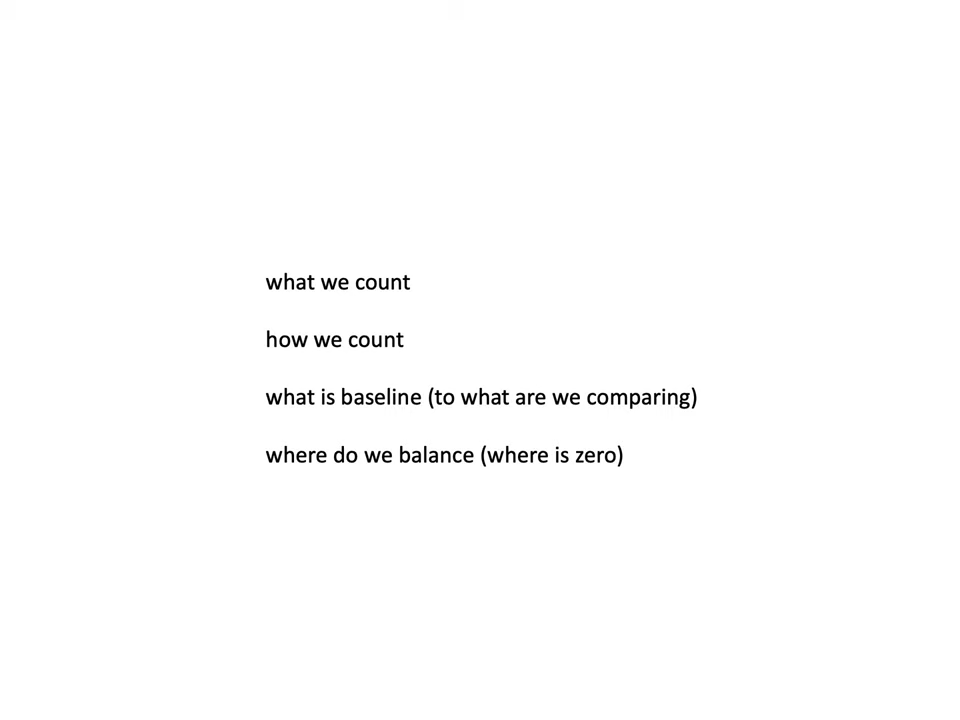 what we count
how we count
what is baseline (to what are we comparing)
where do we balance (where is zero)